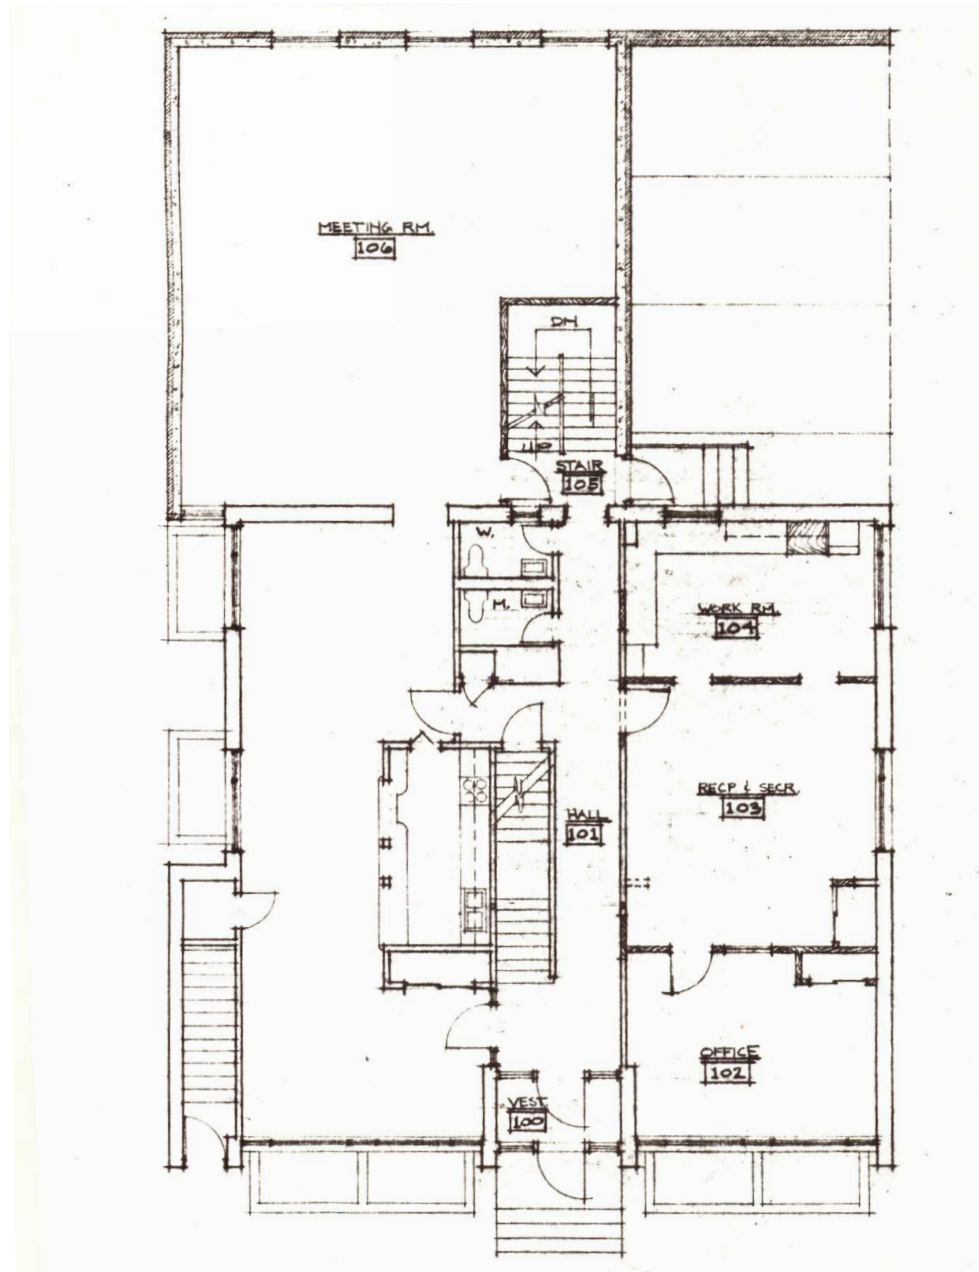 MEETING RM.
106
DN
UP
STAIR
105
W.
M.
WORK RM.
104
RECP & SECR.
103
HALL
101
OFFICE
102
VEST.
100